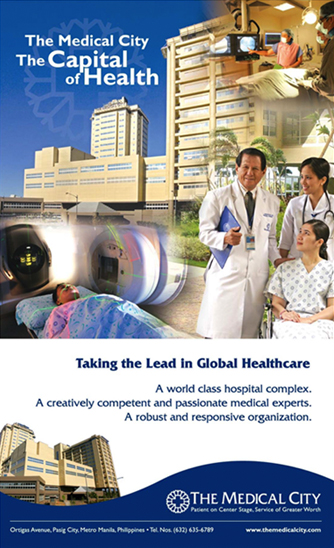 The Medical City
The Capital
of Health
Taking the Lead in Global Healthcare
A world class hospital complex.
A creatively competent and passionate medical experts.
A robust and responsive organization.
THE MEDICAL CITY
Patient on Center Stage, Service of Greater Worth
Ortigas Avenue, Pasig City, Metro Manila, Philippines • Tel. Nos. (632) 635-6789 www.themedicalcity.com